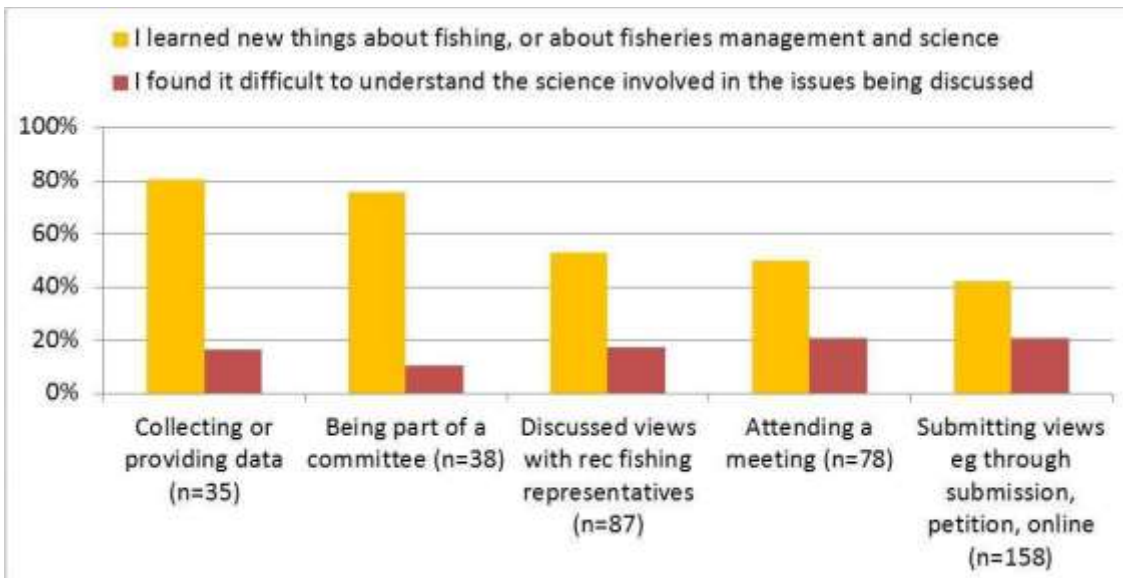 I learned new things about fishing, or about fisheries management and science
I found it difficult to understand the science involved in the issues being discussed
100%
80%
60%
40%
20%
0%
Collecting or
providing data
(n=35)
Being part of a
committee (n=38)
Discussed views
with rec fishing
representatives
(n=87)
Attending a
meeting (n=78)
Submitting views
eg through
submission,
petition, online
(n=158)